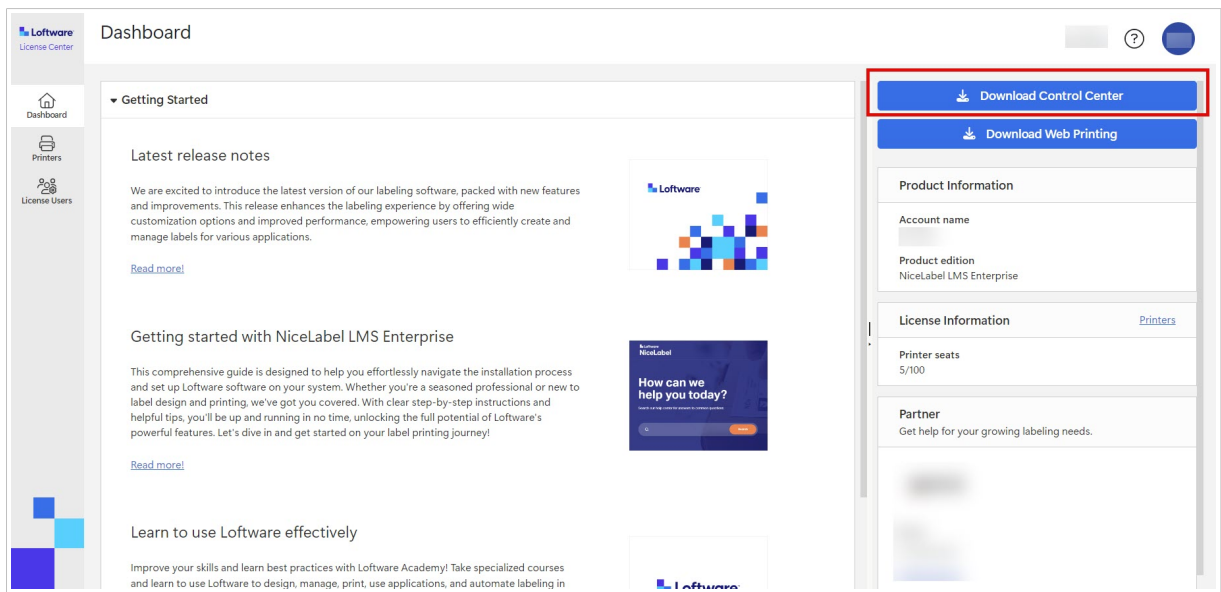 Loftware
License Center
Dashboard
?
Dashboard
Printers
License Users
Getting Started
Latest release notes
We are excited to introduce the latest version of our labeling software, packed with new features
and improvements. This release enhances the labeling experience by offering wide
customization options and improved performance, empowering users to efficiently create and
manage labels for various applications.
Read more!
Loftware
Getting started with NiceLabel LMS Enterprise
This comprehensive guide is designed to help you effortlessly navigate the installation process
and set up Loftware software on your system. Whether you're a seasoned professional or new to
label design and printing, we've got you covered. With clear step-by-step instructions and
helpful tips, you'll be up and running in no time, unlocking the full potential of Loftware's
powerful features. Let's dive in and get started on your label printing journey!
Read more!
NiceLabel
How can we
help you today?
Learn to use Loftware effectively
Improve your skills and learn best practices with Loftware Academy! Take specialized courses
and learn to use Loftware to design, manage, print, use applications, and automate labeling in
Loftware
Download Control Center
Download Web Printing
Product Information
Account name
Product edition
NiceLabel LMS Enterprise
License Information
Printers
Printer seats
5/100
Partner
Get help for your growing labeling needs.